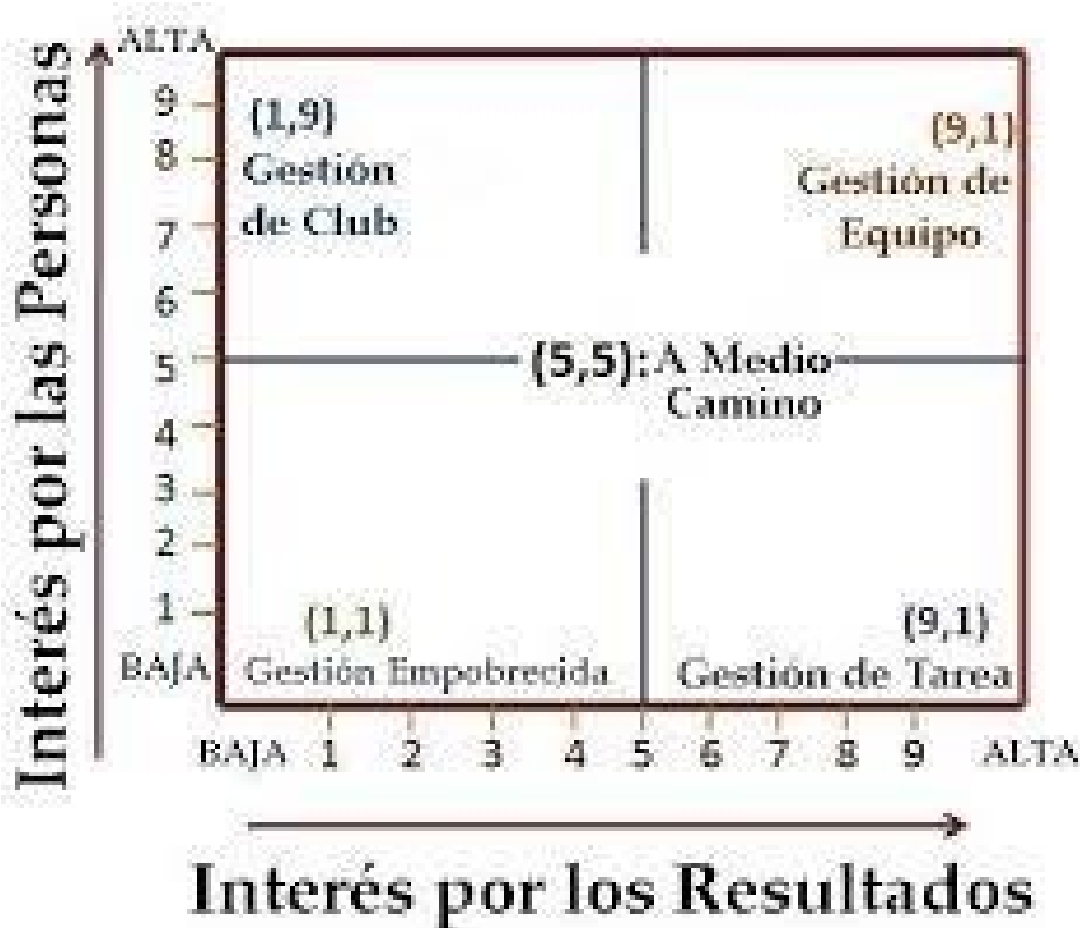 Interés por las Personas
ALTA
9
8
7
6
5
4
3
2
1
BAJA
(1,9)
Gestión
de Club
(9,1)
Gestión de
Equipo
(5,5): A Medio
Camino
(1,1)
Gestión Empobrecida
(9,1)
Gestión de Tarea
BAJA 1 2 3 4 5 6 7 8 9 ALTA
Interés por los Resultados